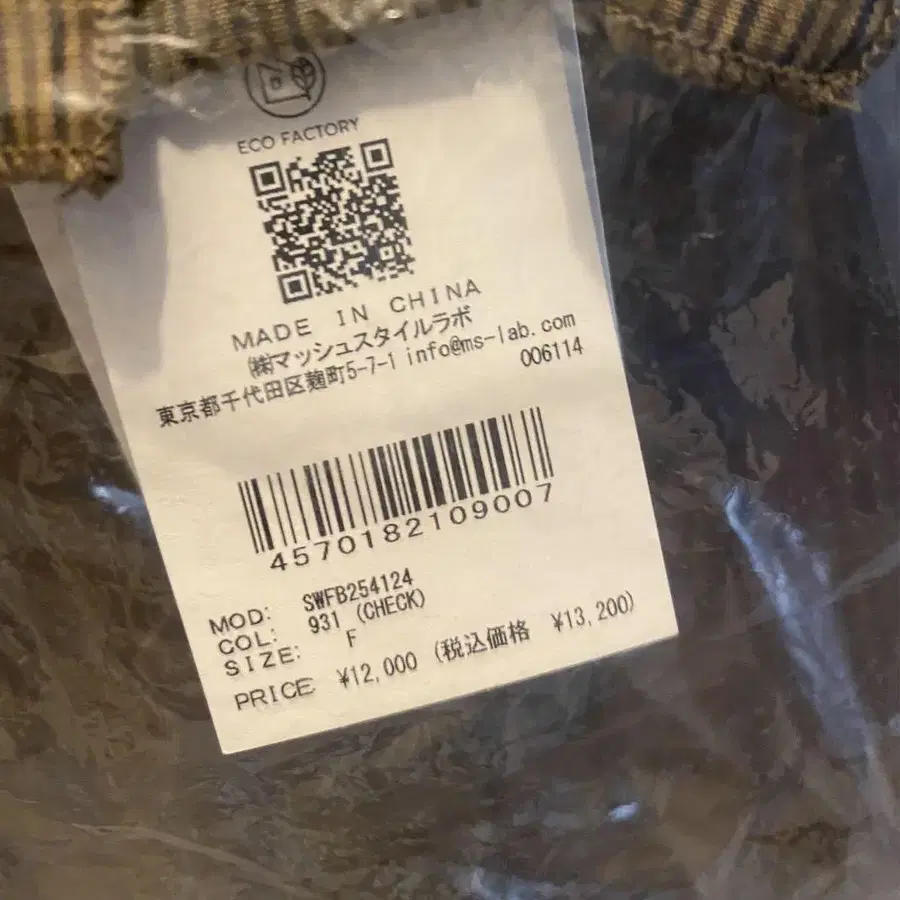 ECO FACTORY
MADE IN CHINA
㈱マッシュスタイルラボ
東京都千代田区麹町5-7-1 info@ms-lab.com
006114
4570182109007
MOD: SWFB254124
COL: 931 (CHECK)
SIZE: F
PRICE ¥12,000 (税込価格 ¥13,200)